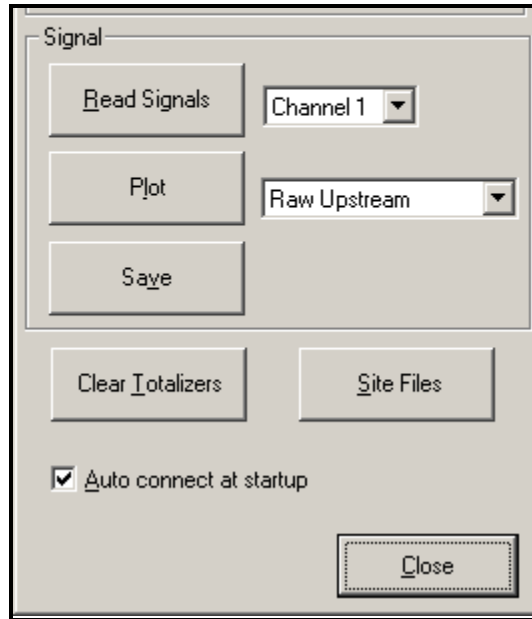 Signal
Read Signals
Channel 1
Plot
Raw Upstream
Save
Clear Totalizers
Site Files
Auto connect at startup
Close